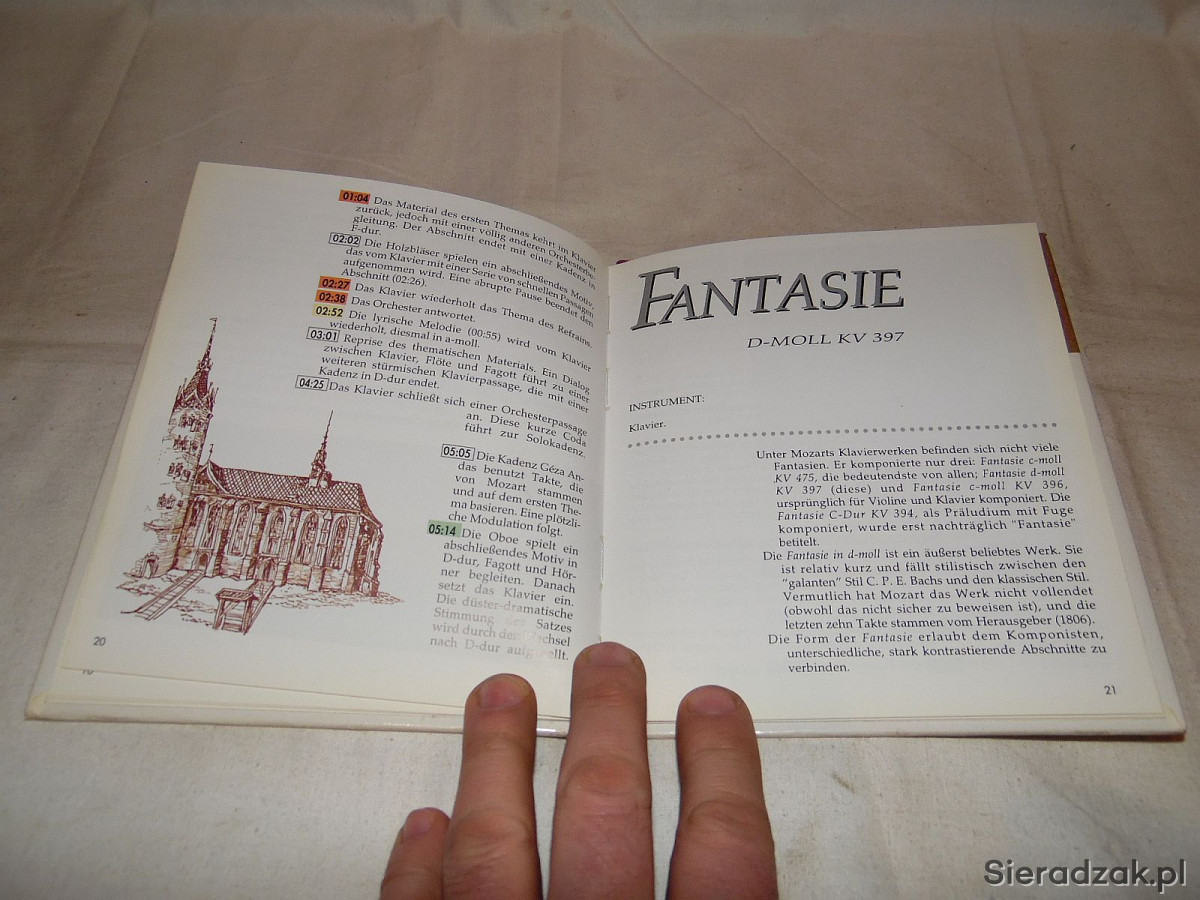 01:04 Das Material des ersten Themas kehrt im Klavier
zurück, jedoch mit einer völlig anderen Orchesterbe-
gleitung. Der Abschnitt endet mit einer Kadenz in
F-dur.
02:02 Die Holzbläser spielen ein abschließendes Motiv,
das vom Klavier mit einer Serie von schnellen Passagen
aufgenommen wird. Eine abrupte Pause beendet den
Abschnitt (02:26).
02:27 Das Klavier wiederholt das Thema des Refrains.
02:38 Das Orchester antwortet.
02:52 Die lyrische Melodie (00:55) wird vom Klavier
wiederholt, diesmal in a-moll.
03:01 Reprise des thematischen Materials. Ein Dialog
zwischen Klavier, Flöte und Fagott führt zu einer
weiteren stürmischen Klavierpassage, die mit einer
Kadenz in D-dur endet.
04:25 Das Klavier schließt sich einer Orchesterpassage
an. Diese kurze Coda
führt zur Solokadenz.
05:05 Die Kadenz Géza An-
das benutzt Takte, die
von Mozart stammen
und auf dem ersten The-
ma basieren. Eine plötzli-
che Modulation folgt.
05:14 Die Oboe spielt ein
abschließendes Motiv in
D-dur, Fagott und Hör-
ner begleiten. Danach
setzt das Klavier ein.
Die düster-dramatische
Stimmung des Satzes
wird durch den Wechsel
nach D-dur aufgehellt.
20
FANTASIE
D-MOLL KV 397
INSTRUMENT:
Klavier.
Unter Mozarts Klavierwerken befinden sich nicht viele
Fantasien. Er komponierte nur drei: Fantasie c-moll
KV 475, die bedeutendste von allen; Fantasie d-moll
KV 397 (diese) und Fantasie c-moll KV 396,
ursprünglich für Violine und Klavier komponiert. Die
Fantasie C-Dur KV 394, als Präludium mit Fuge
komponiert, wurde erst nachträglich "Fantasie"
betitelt.
Die Fantasie in d-moll ist ein äußerst beliebtes Werk. Sie
ist relativ kurz und fällt stilistisch zwischen den
"galanten" Stil C. P. E. Bachs und den klassischen Stil.
Vermutlich hat Mozart das Werk nicht vollendet
(obwohl das nicht sicher zu beweisen ist), und die
letzten zehn Takte stammen vom Herausgeber (1806).
Die Form der Fantasie erlaubt dem Komponisten,
unterschiedliche, stark kontrastierende Abschnitte zu
verbinden.
21
Sieradzak.pl